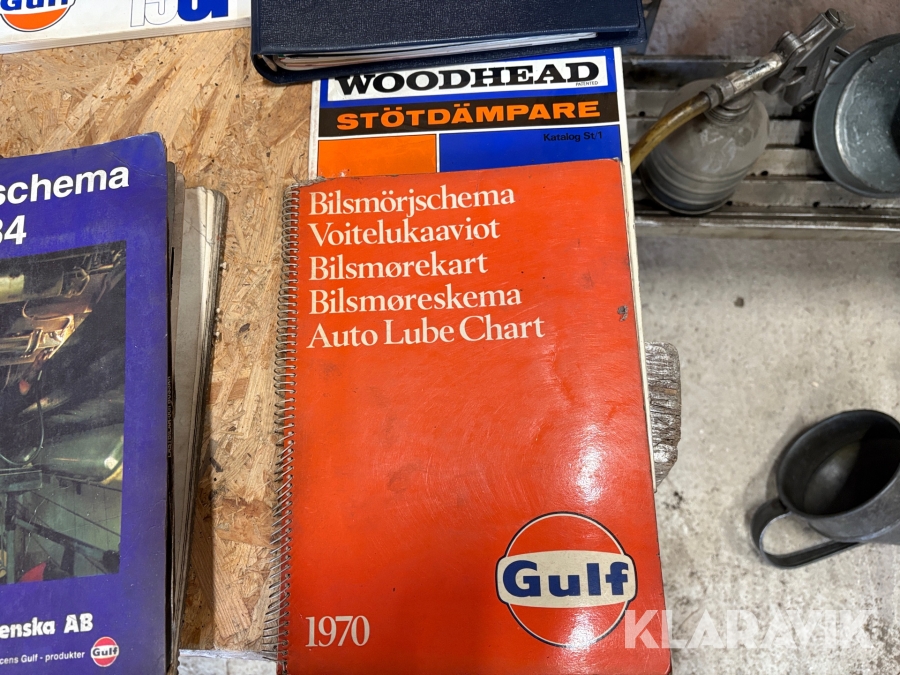 Gulf
WOODHEAD
PATENTED
STÖTDÄMPARE
Katalog St/1
schema
84
enska AB
cens Gulf - produkter
Gulf
Bilsmörjschema
Voitelukaaviot
Bilsmørekart
Bilsmøreskema
Auto Lube Chart
Gulf
1970
KLARAVIK